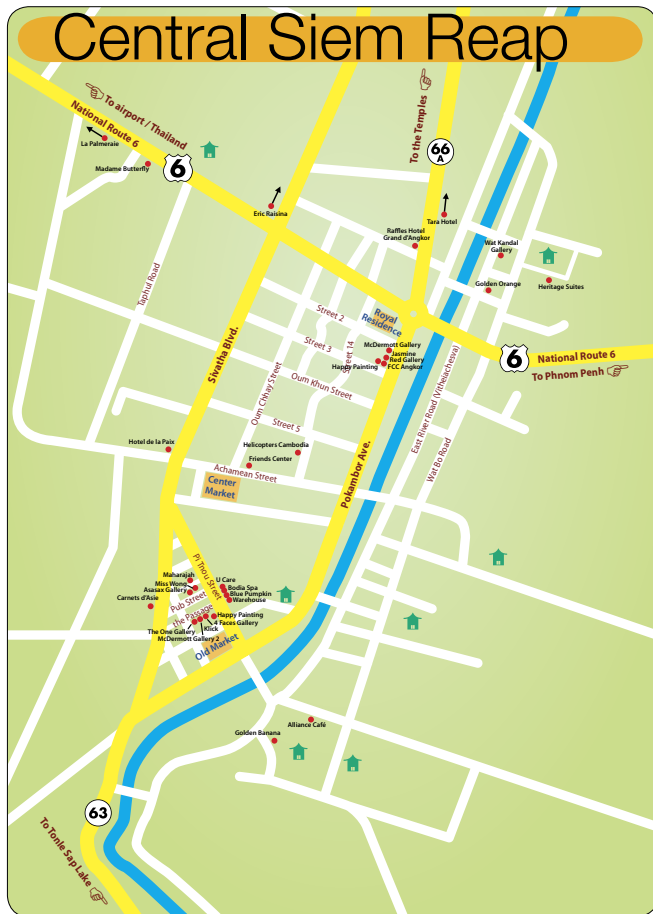 Central Siem Reap
To airport / Thailand
National Route 6
La Palmeraie
Madame Butterfly
6
To the Temples
66
A
Eric Raisina
Tara Hotel
Raffles Hotel
Grand d'Angkor
Wat Kandal
Gallery
Golden Orange
Heritage Suites
Taphul Road
Sivatha Blvd.
Street 2
Royal
Residence
Street 3
Street 14
McDermott Gallery
Jasmine
Red Gallery
Happy Painting
FCC Angkor
6
National Route 6
To Phnom Penh
Oum Khun Street
Oum Chhay Street
Street 5
East River Road (Vitheiachesva)
Wat Bo Road
Pokambor Ave.
Hotel de la Paix
Helicopters Cambodia
Friends Center
Achamean Street
Center
Market
Pi Tnou Street
Maharajah
Miss Wong
Asasax Gallery
Carnets d'Asie
U Care
Bodia Spa
Blue Pumpkin
Warehouse
Pub Street
the Passage
Happy Painting
4 Faces Gallery
The One Gallery
Klick
McDermott Gallery 2
Old Market
Alliance Café
Golden Banana
63
To Tonle Sap Lake